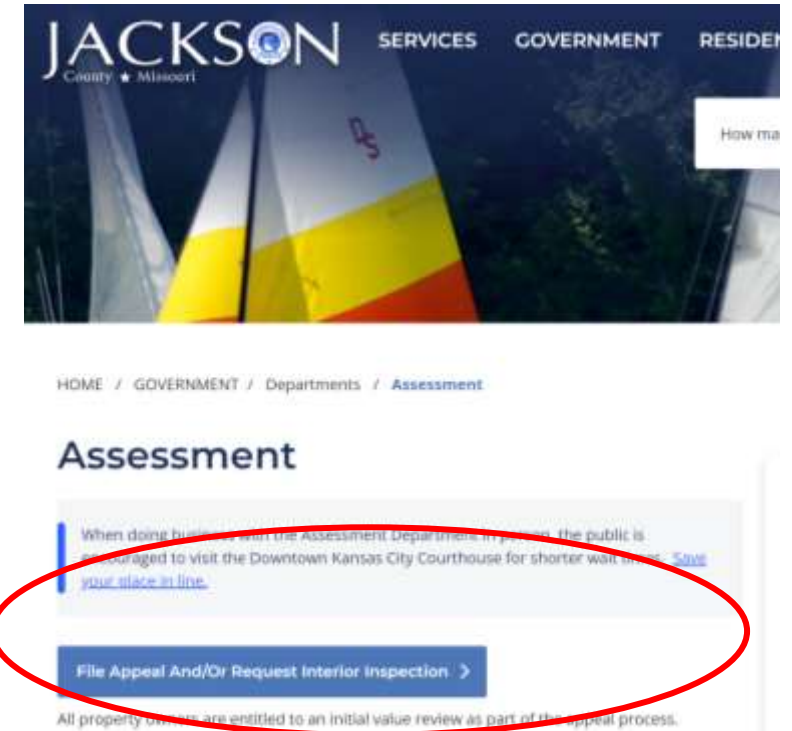 JACKSON
County ★ Missouri
SERVICES GOVERNMENT RESIDEN
How ma
DS
HOME / GOVERNMENT / Departments / Assessment
Assessment
When doing business with the Assessment Department in person, the public is
encouraged to visit the Downtown Kansas City Courthouse for shorter wait times. Save
your place in line.
File Appeal And/Or Request Interior Inspection >
All property owners are entitled to an initial value review as part of the appeal process.